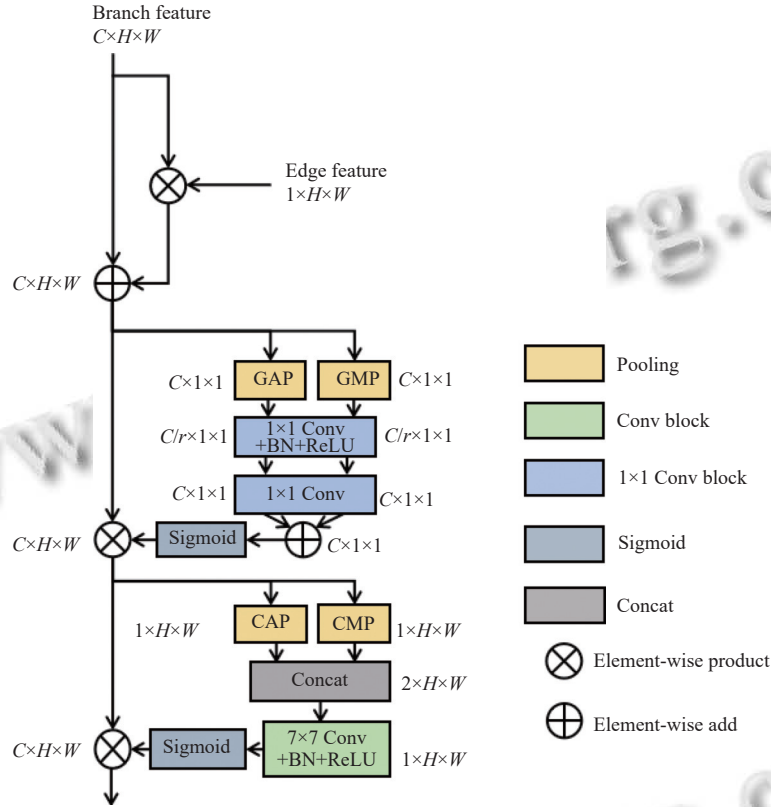 Branch feature
C×H×W
Edge feature
1×H×W
C×H×W
GAP
GMP
C×1×1
C×1×1
1×1 Conv
+BN+ReLU
C/r×1×1
C/r×1×1
1×1 Conv
C×1×1
C×1×1
C×H×W
Sigmoid
C×1×1
1×H×W
CAP
CMP
1×H×W
Concat
2×H×W
C×H×W
Sigmoid
7×7 Conv
+BN+ReLU
1×H×W
Pooling
Conv block
1×1 Conv block
Sigmoid
Concat
Element-wise product
Element-wise add
rg.o
w